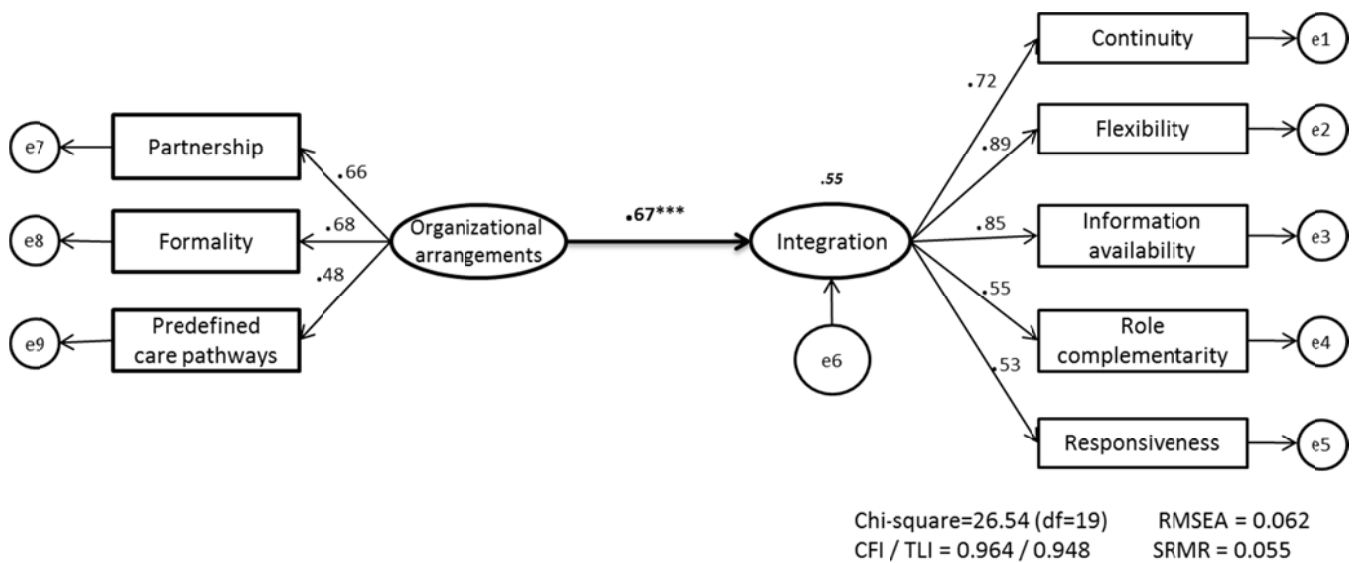 Continuity
e1
.72
Flexibility
e2
.89
Partnership
e7
.66
.55
.67***
Formality
e8
.68
Organizational
arrangements
Integration
.85
Information
availability
e3
.48
Predefined
care pathways
e9
e6
.55
Role
complementarity
e4
.53
Responsiveness
e5
Chi-square=26.54 (df=19) RMSEA = 0.062
CFI / TLI = 0.964 / 0.948 SRMR = 0.055